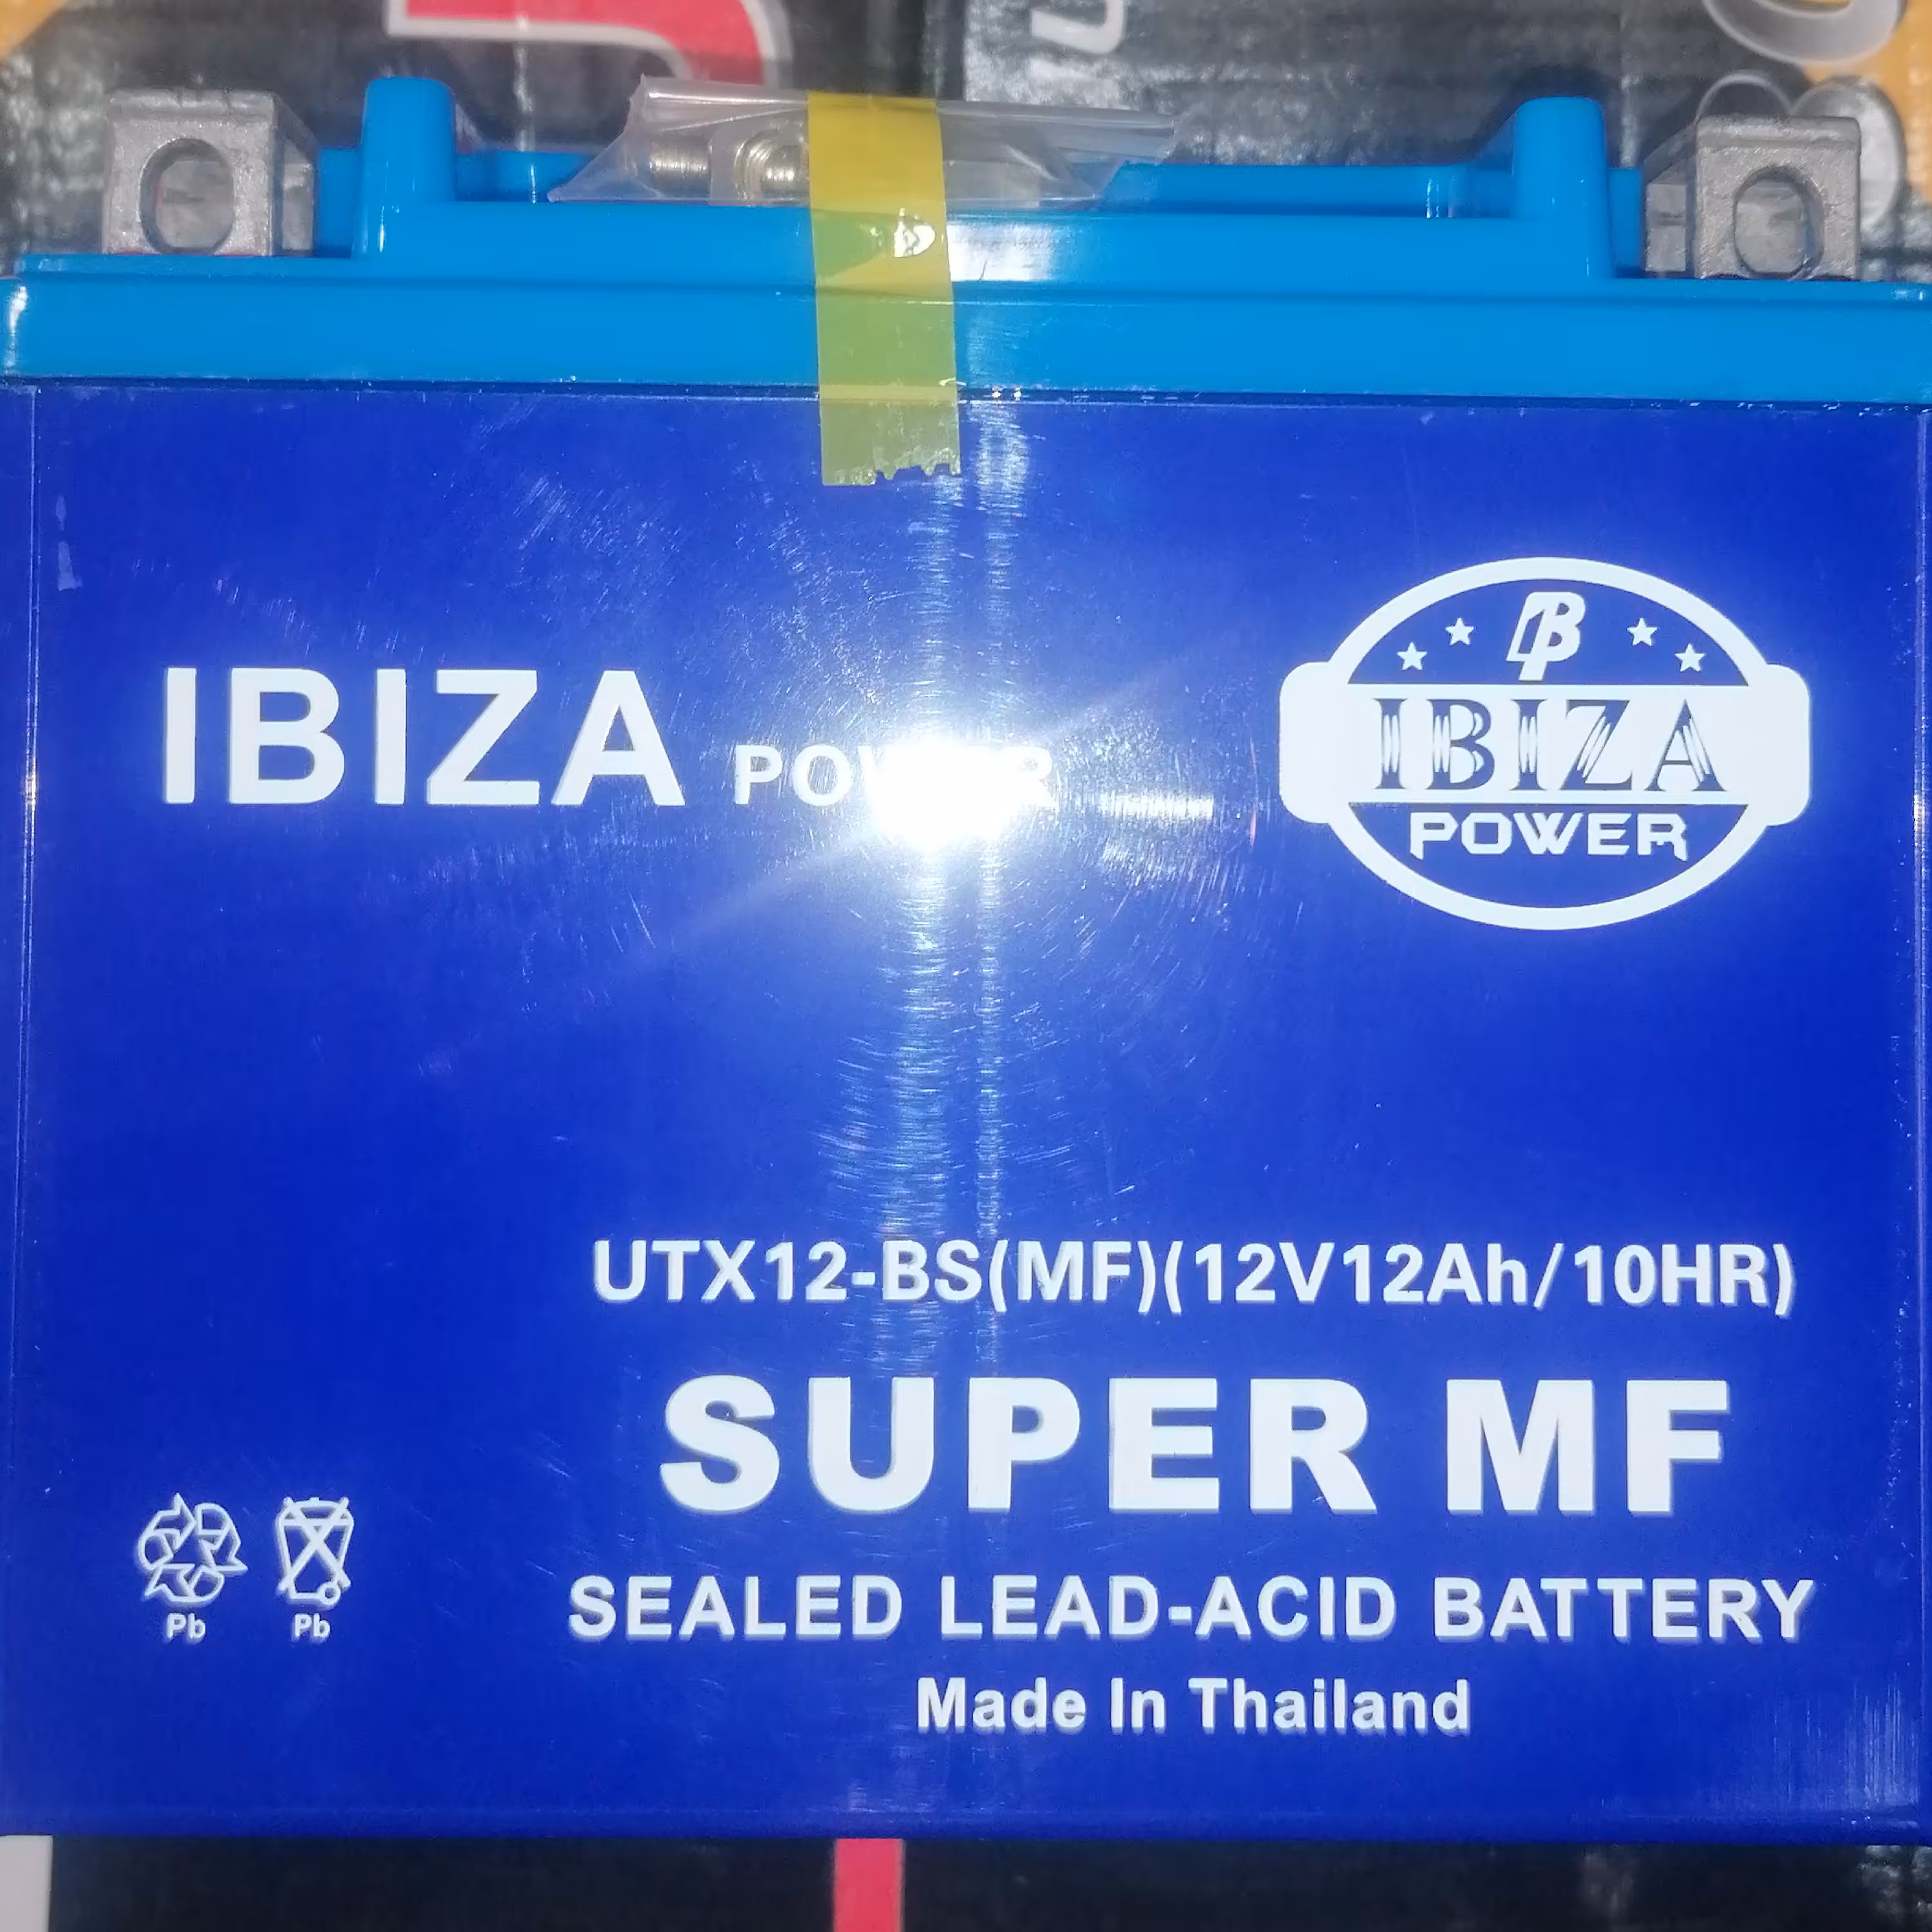 IBIZA POWER
IBIZA
POWER
UTX12-BS(MF)(12V12Ah/10HR)
SUPER MF
SEALED LEAD-ACID BATTERY
Made In Thailand
Pb Pb